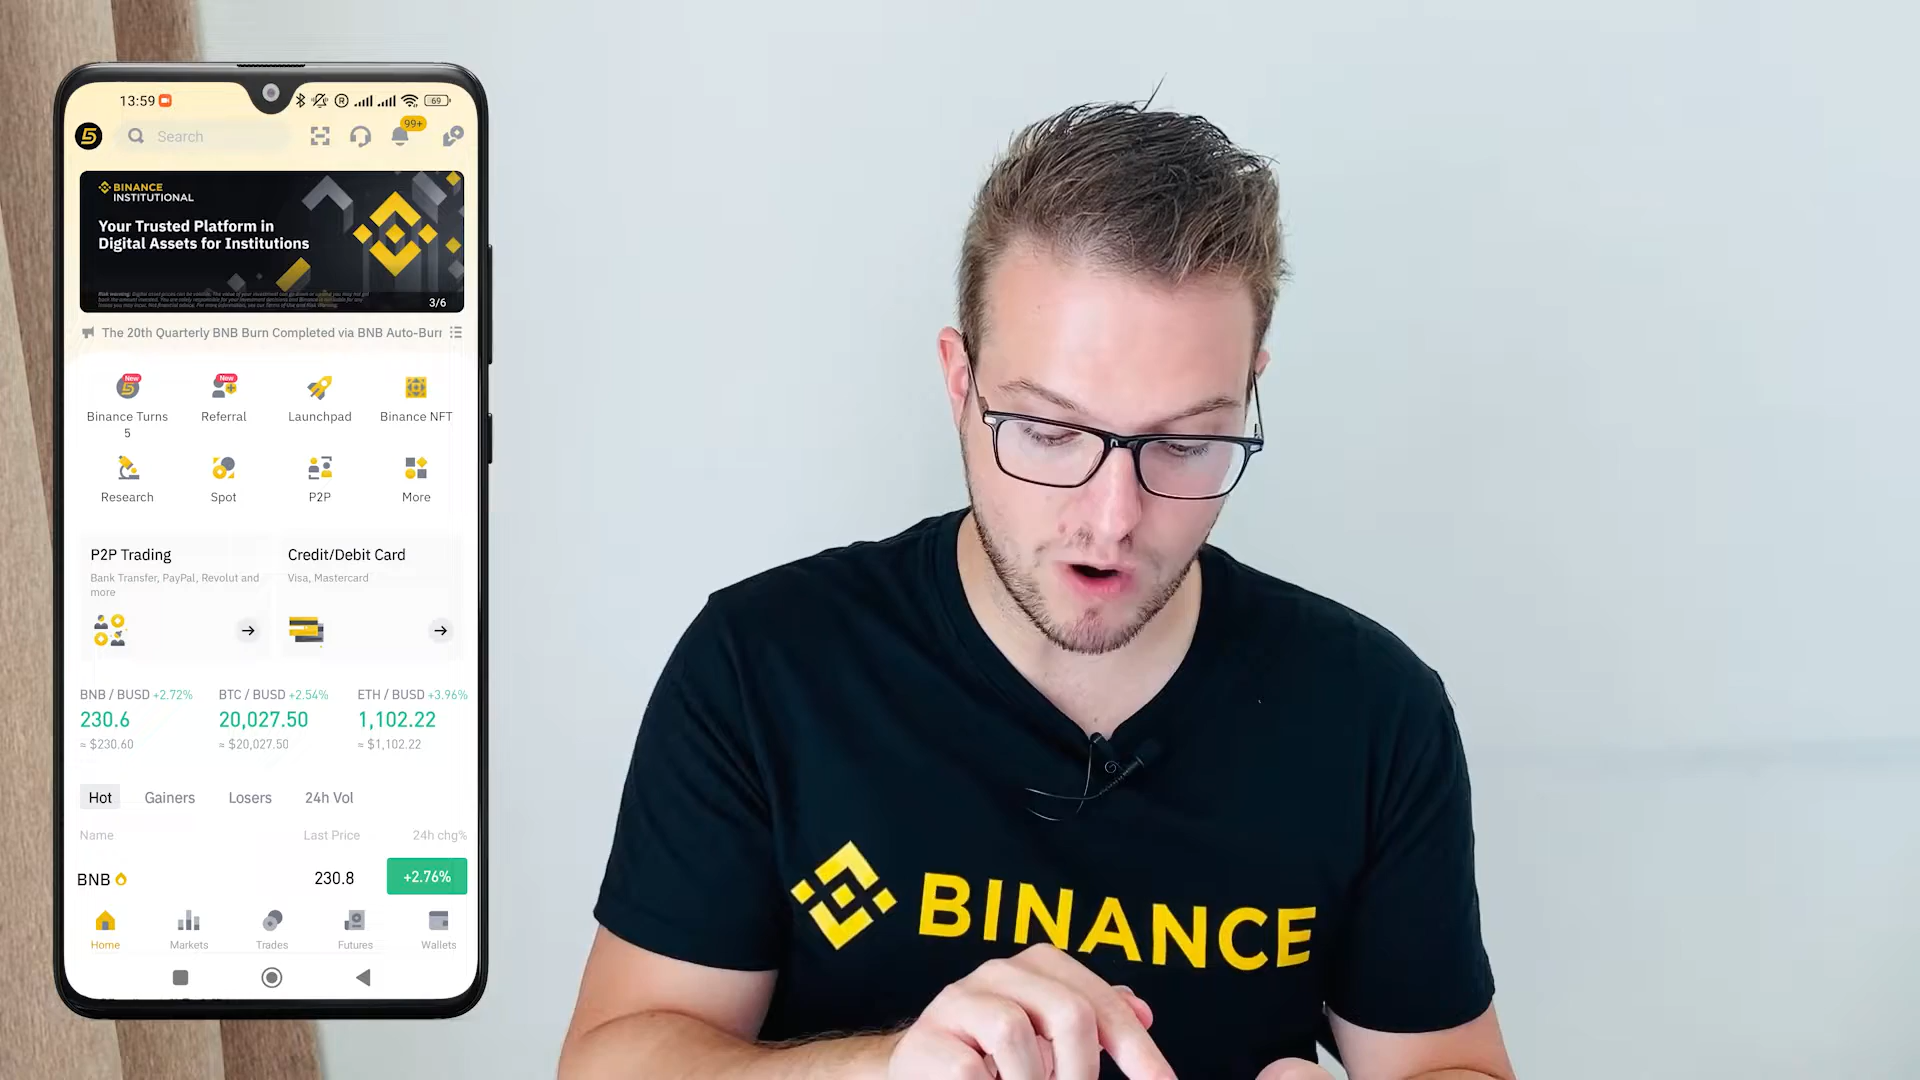 13:59
69
99+
Search
BINANCE
INSTITUTIONAL
Your Trusted Platform in
Digital Assets for Institutions
3/6
The 20th Quarterly BNB Burn Completed via BNB Auto-Burr
New
New
Binance Turns
5
Referral
Launchpad
Binance NFT
Research
Spot
P2P
More
P2P Trading
Bank Transfer, PayPal, Revolut and
more
Credit/Debit Card
Visa, Mastercard
BNB / BUSD +2.72%
230.6
≈ $230.60
BTC / BUSD +2.54%
20,027.50
≈ $20,027.50
ETH / BUSD +3.96%
1,102.22
≈ $1,102.22
Hot Gainers Losers 24h Vol
Name Last Price 24h chg%
BNB 230.8 +2.76%
Home Markets Trades Futures Wallets
BINANCE